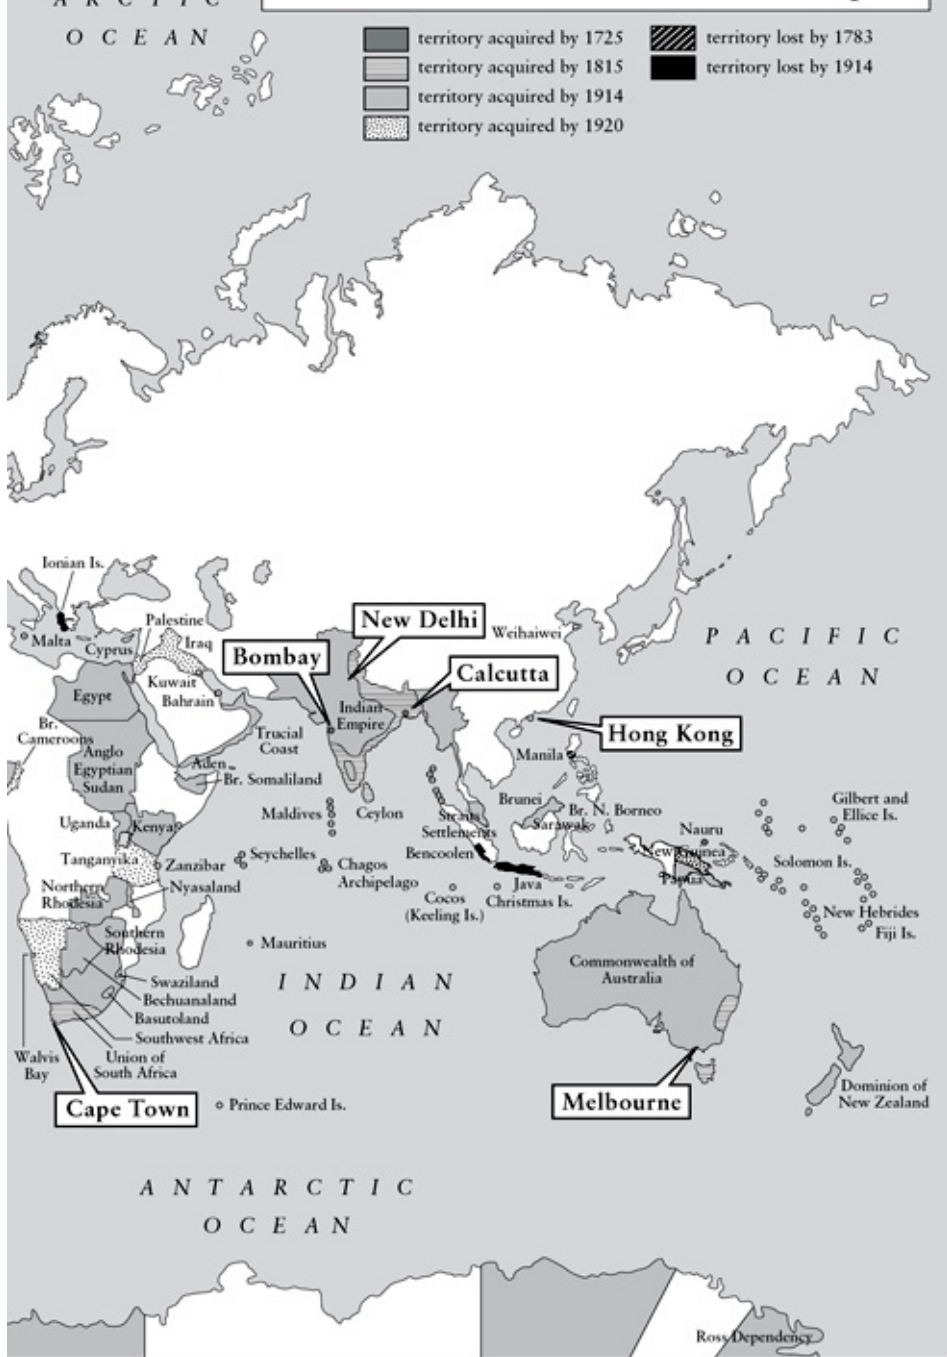 OCEAN
territory acquired by 1725
territory acquired by 1815
territory acquired by 1914
territory acquired by 1920
territory lost by 1783
territory lost by 1914
Ionian Is.
Malta
Cyprus
Palestine
Iraq
Kuwait
Bahrain
Egypt
Br.
Cameroons
Anglo
Egyptian
Sudan
Aden
Br. Somaliland
Trucial
Coast
Uganda
Kenya
Tanganyika
Zanzibar
Northern
Rhodesia
Nyasaland
Southern
Rhodesia
Swaziland
Bechuanaland
Basutoland
Southwest Africa
Union of
South Africa
Walvis
Bay
Cape Town
Prince Edward Is.
Bombay
New Delhi
Calcutta
Indian
Empire
Maldives
Ceylon
Seychelles
Chagos
Archipelago
Mauritius
INDIAN
OCEAN
Weihaiwei
Hong Kong
Manila
Brunei
Br. N. Borneo
Sarawak
Straits
Settlements
Bencoolen
Java
Cocos
(Keeling Is.)
Christmas Is.
PACIFIC
OCEAN
Nauru
New Guinea
Papua
Gilbert and
Ellice Is.
Solomon Is.
New Hebrides
Fiji Is.
Commonwealth of
Australia
Melbourne
Dominion of
New Zealand
ANTARCTIC
OCEAN
Ross Dependency